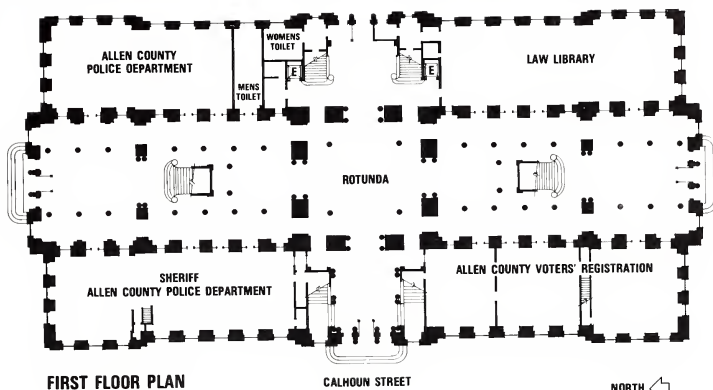 ALLEN COUNTY
POLICE DEPARTMENT
WOMENS
TOILET
MENS
TOILET
E
E
LAW LIBRARY
ROTUNDA
SHERIFF
ALLEN COUNTY POLICE DEPARTMENT
ALLEN COUNTY VOTERS' REGISTRATION
FIRST FLOOR PLAN
CALHOUN STREET
NORTH